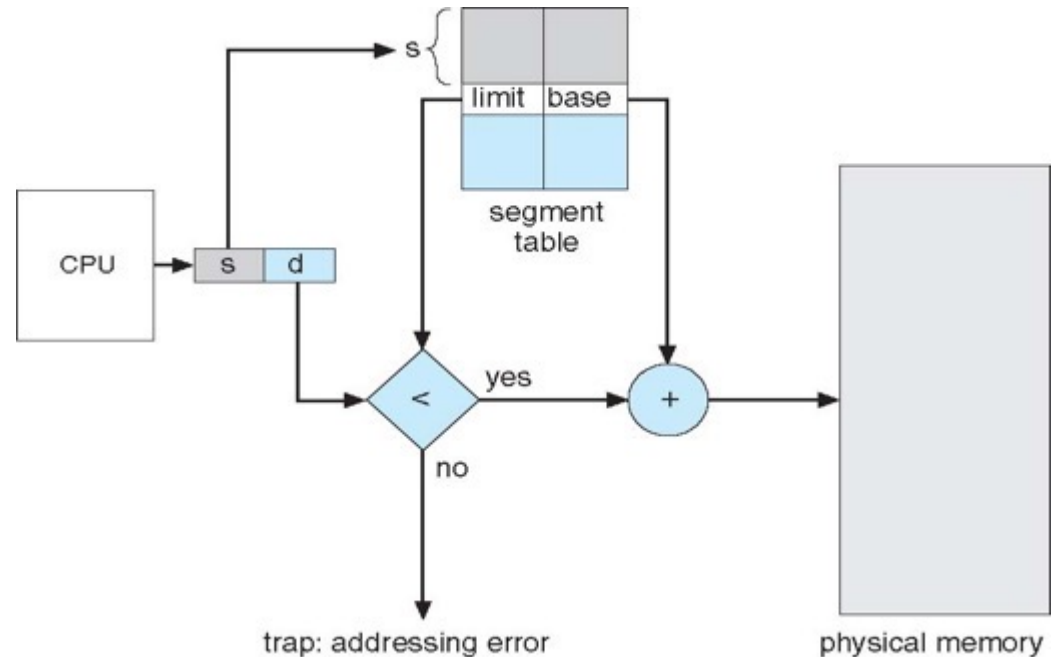 s
limit base
segment
table
CPU
s d
< yes +
no
trap: addressing error
physical memory